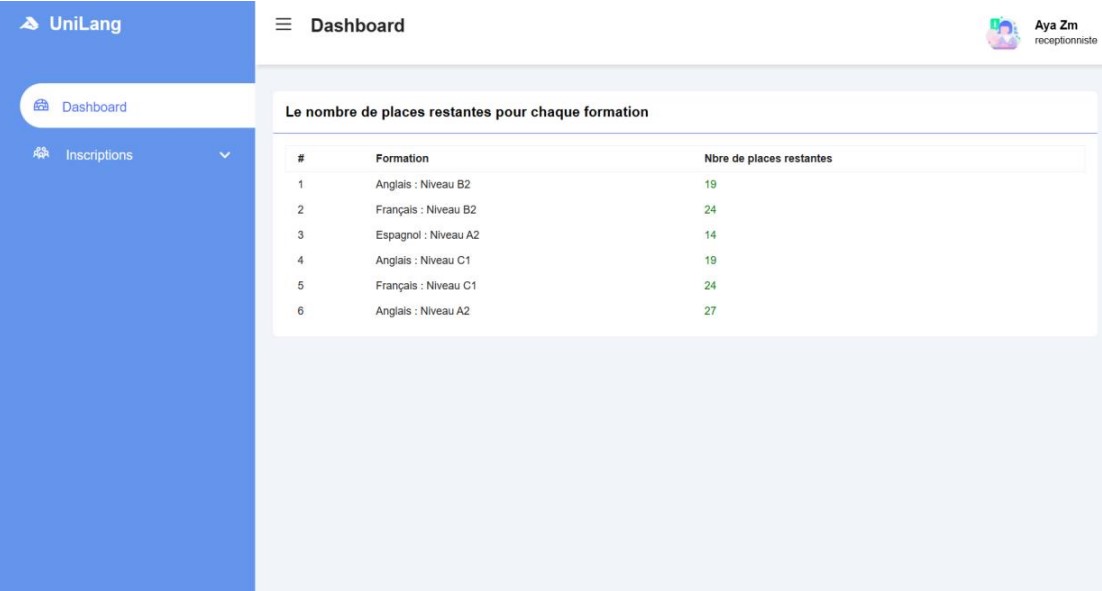 UniLang
Dashboard
Aya Zm
receptionniste
Dashboard
Inscriptions
Le nombre de places restantes pour chaque formation
# Formation Nbre de places restantes
1 Anglais : Niveau B2 19
2 Français : Niveau B2 24
3 Espagnol : Niveau A2 14
4 Anglais : Niveau C1 19
5 Français : Niveau C1 24
6 Anglais : Niveau A2 27